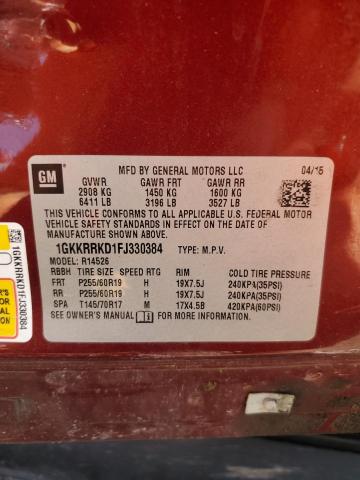 GM
MFD BY GENERAL MOTORS LLC
04/15
GVWR GAWR FRT GAWR RR
2908 KG 1450 KG 1600 KG
6411 LB 3196 LB 3527 LB
THIS VEHICLE CONFORMS TO ALL APPLICABLE U.S. FEDERAL MOTOR
VEHICLE SAFETY STANDARDS IN EFFECT ON THE DATE OF
MANUFACTURE SHOWN ABOVE.
1GKKRRKD1FJ330384 TYPE: M.P.V.
MODEL: R14526
RBBH TIRE SIZE SPEED RTG RIM COLD TIRE PRESSURE
FRT P255/60R19 H 19X7.5J 240KPA(35PSI)
RR P255/60R19 H 19X7.5J 240KPA(35PSI)
SPA T145/70R17 M 17X4.5B 420KPA(60PSI)
SEE OWNER'S MANUAL FOR MORE INFORMATION.
1GKKRRKD1FJ330384